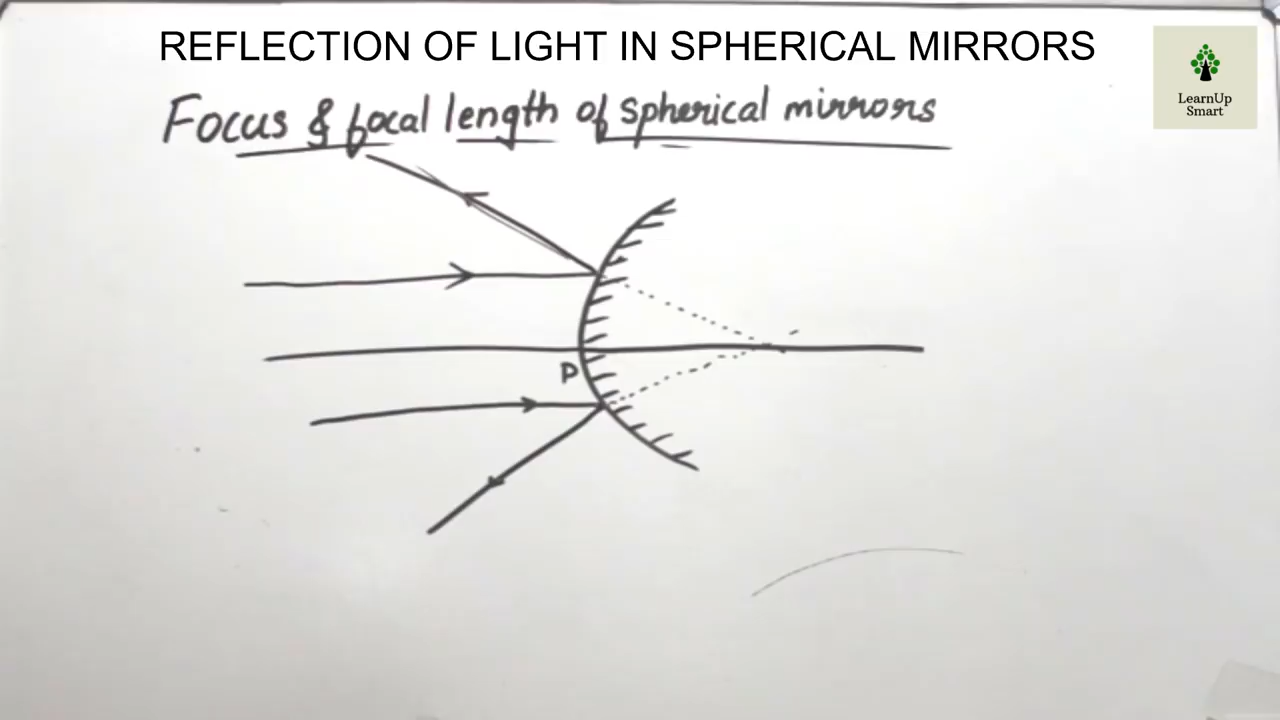 REFLECTION OF LIGHT IN SPHERICAL MIRRORS
LearnUp
Smart
Focus & focal length of spherical mirrors
P